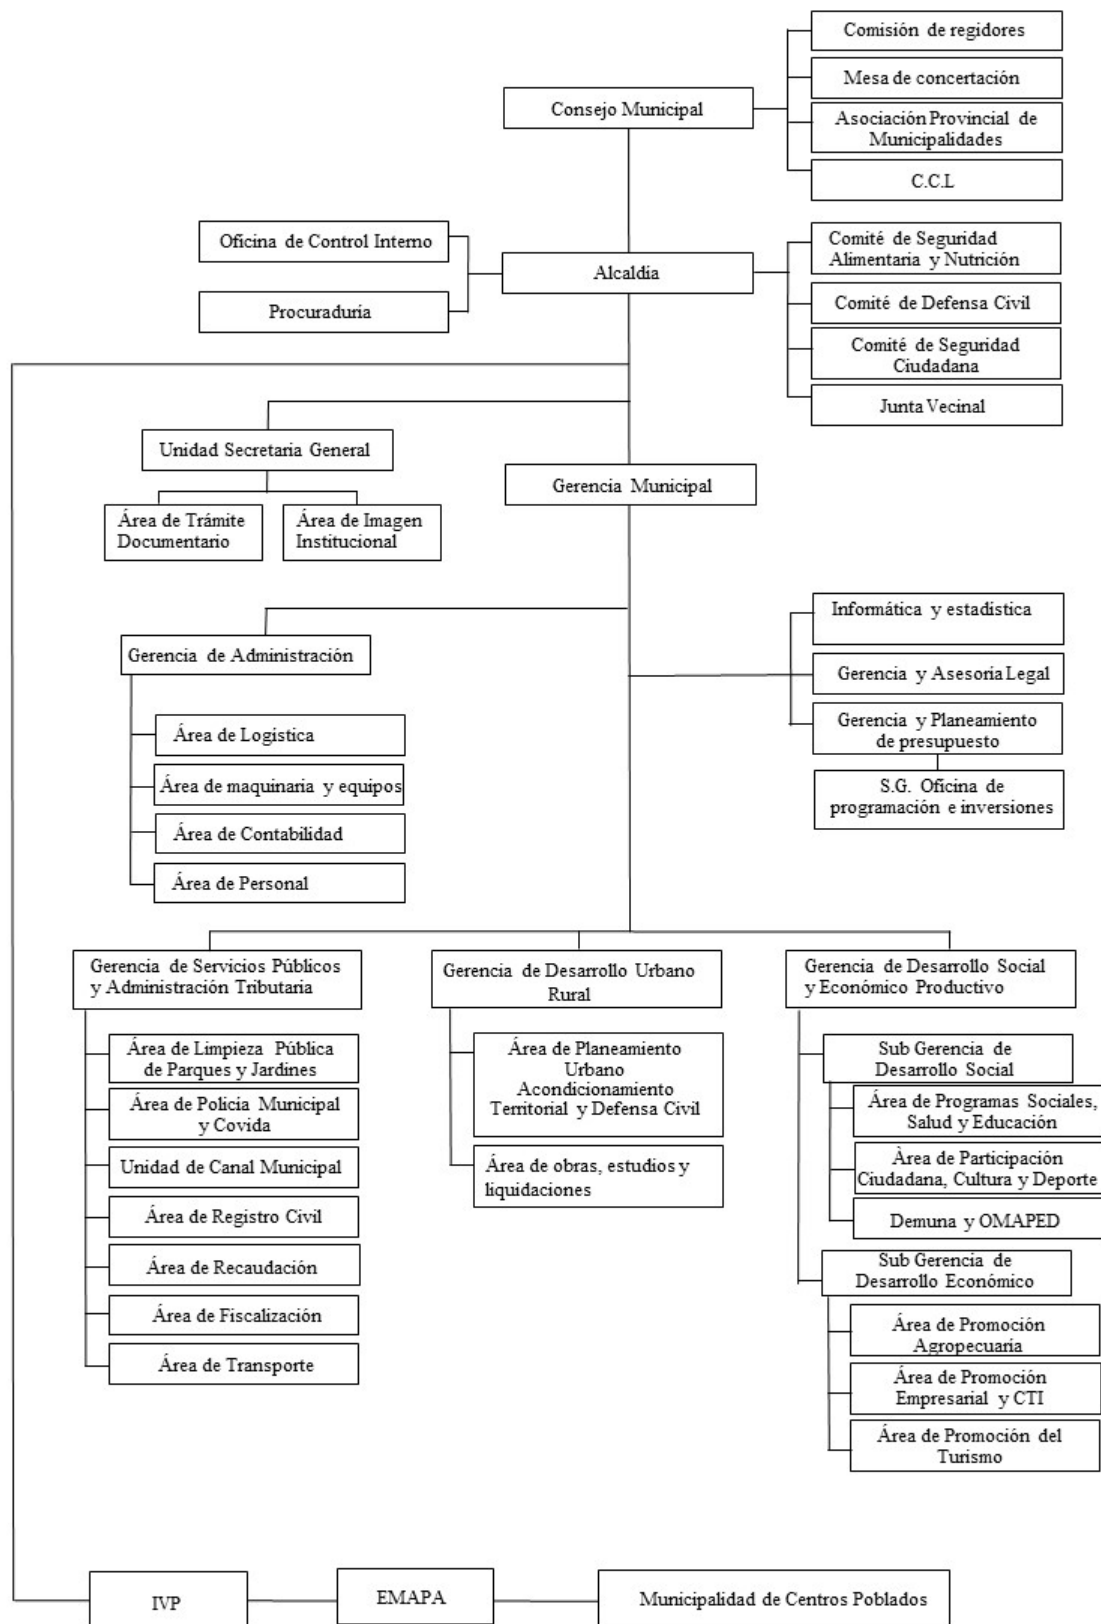 Comisión de regidores
Mesa de concertación
Consejo Municipal
Asociación Provincial de
Municipalidades
C.C.L
Oficina de Control Interno
Procuraduría
Alcaldía
Comité de Seguridad
Alimentaria y Nutrición
Comité de Defensa Civil
Comité de Seguridad
Ciudadana
Junta Vecinal
Unidad Secretaria General
Gerencia Municipal
Área de Trámite
Documentario
Área de Imagen
Institucional
Gerencia de Administración
Área de Logística
Área de maquinaria y equipos
Área de Contabilidad
Área de Personal
Informática y estadística
Gerencia y Asesoría Legal
Gerencia y Planeamiento
de presupuesto
S.G. Oficina de
programación e inversiones
Gerencia de Servicios Públicos
y Administración Tributaria
Área de Limpieza Pública
de Parques y Jardines
Área de Policía Municipal
y Covida
Unidad de Canal Municipal
Área de Registro Civil
Área de Recaudación
Área de Fiscalización
Área de Transporte
Gerencia de Desarrollo Urbano
Rural
Área de Planeamiento
Urbano
Acondicionamiento
Territorial y Defensa Civil
Área de obras, estudios y
liquidaciones
Gerencia de Desarrollo Social
y Económico Productivo
Sub Gerencia de
Desarrollo Social
Área de Programas Sociales,
Salud y Educación
Àrea de Participación
Ciudadana, Cultura y Deporte
Demuna y OMAPED
Sub Gerencia de
Desarrollo Económico
Área de Promoción
Agropecuaria
Área de Promoción
Empresarial y CTI
Área de Promoción del
Turismo
IVP
EMAPA
Municipalidad de Centros Poblados